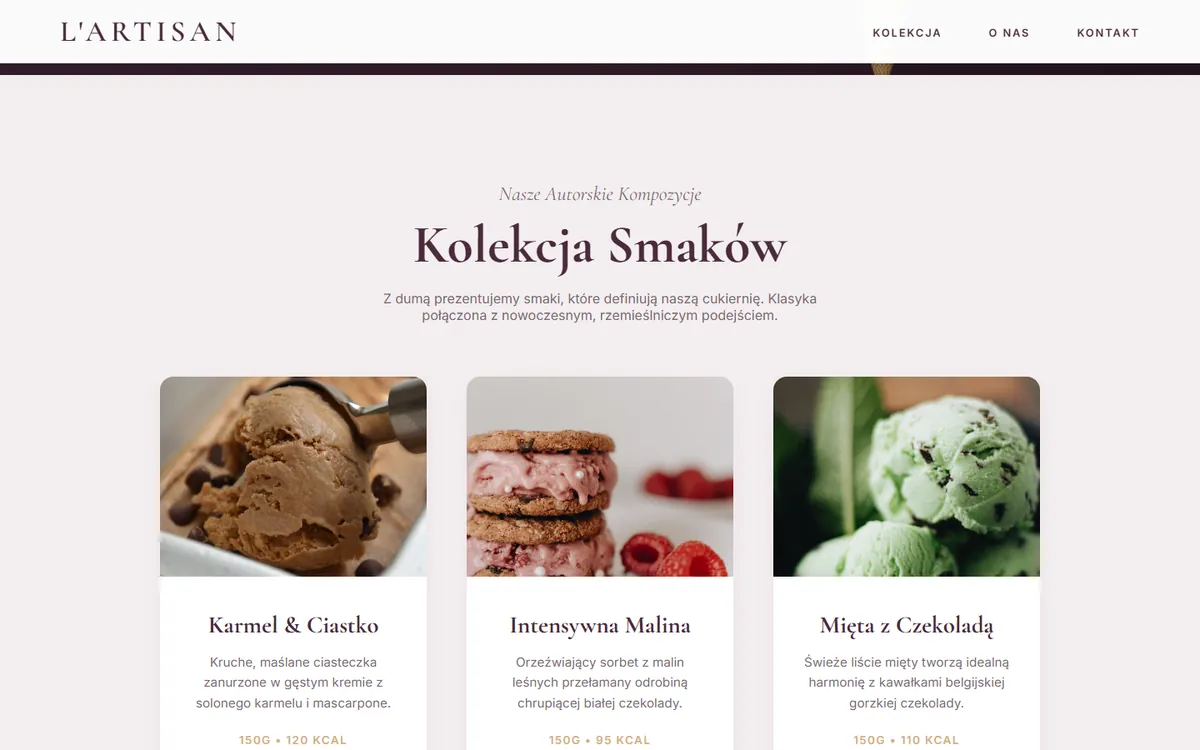 L'ARTISAN
KOLEKCJA O NAS KONTAKT
Nasze Autorskie Kompozycje
Kolekcja Smaków
Z dumą prezentujemy smaki, które definiują naszą cukiernię. Klasyka
połączona z nowoczesnym, rzemieślniczym podejściem.
Karmel & Ciastko
Kruche, maślane ciasteczka
zanurzone w gęstym kremie z
solonego karmelu i mascarpone.
150G • 120 KCAL
Intensywna Malina
Orzeźwiający sorbet z malin
leśnych przełamany odrobiną
chrupiącej białej czekolady.
150G • 95 KCAL
Mięta z Czekoladą
Świeże liście mięty tworzą idealną
harmonię z kawałkami belgijskiej
gorzkiej czekolady.
150G • 110 KCAL